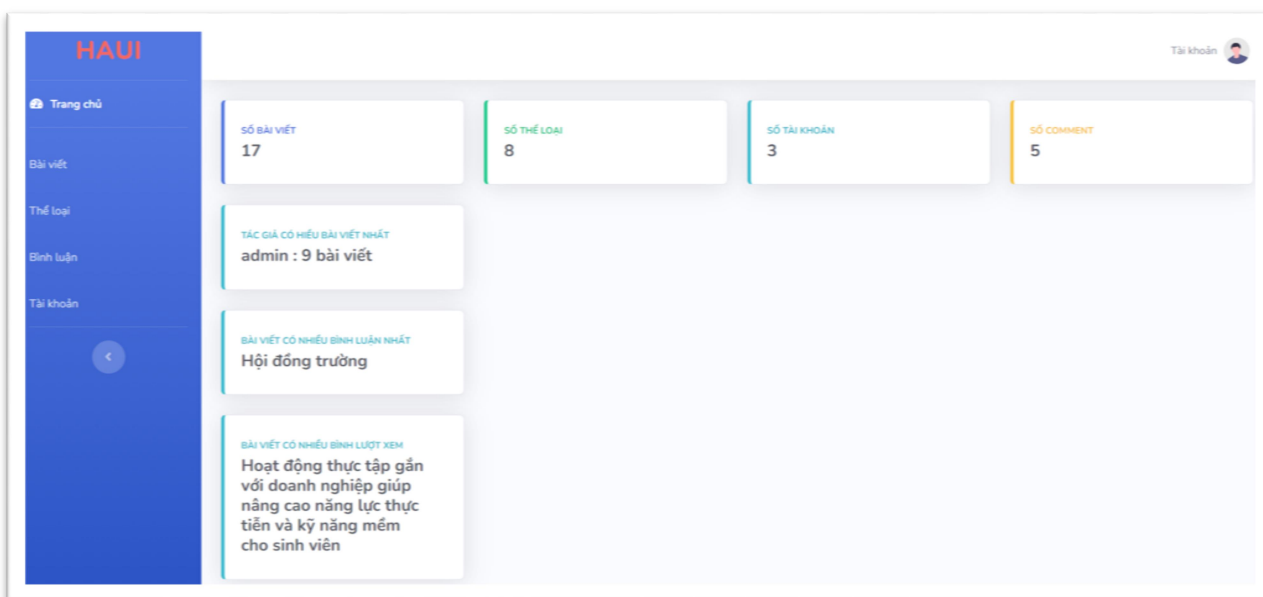 HAUI
Tài khoản
Trang chủ
Bài viết
Thể loại
Bình luận
Tài khoản
SỐ BÀI VIẾT
17
SỐ THỂ LOẠI
8
SỐ TÀI KHOẢN
3
SỐ COMMENT
5
TÁC GIẢ CÓ HIỀU BÀI VIẾT NHẤT
admin : 9 bài viết
BÀI VIẾT CÓ NHIỀU BÌNH LUẬN NHẤT
Hội đồng trường
BÀI VIẾT CÓ NHIỀU BÌNH LƯỢT XEM
Hoạt động thực tập gắn
với doanh nghiệp giúp
nâng cao năng lực thực
tiễn và kỹ năng mềm
cho sinh viên